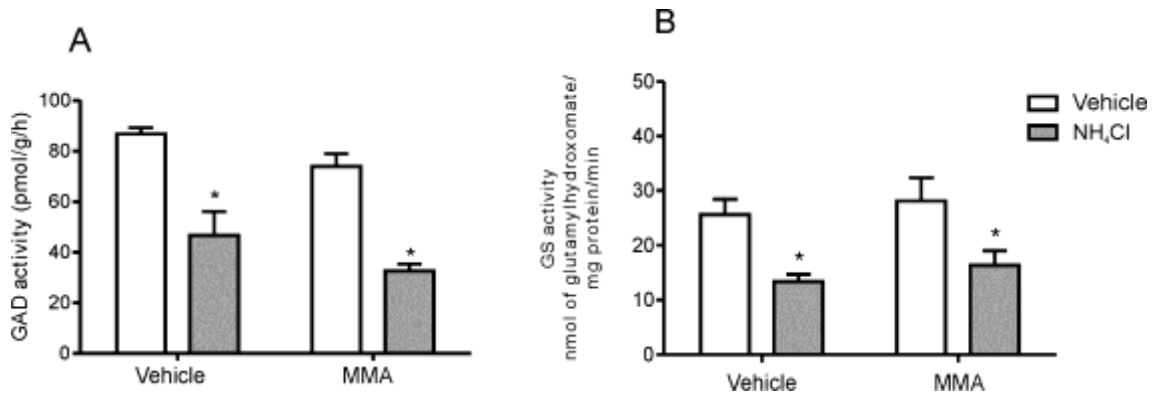 A
GAD activity (pmol/g/h)
100
80
60
40
20
0
*
*
Vehicle
MMA
B
GS activity
nmol of glutamylhydroxomate/
mg protein/min
50
40
30
20
10
0
*
*
Vehicle
MMA
Vehicle
NH₄Cl